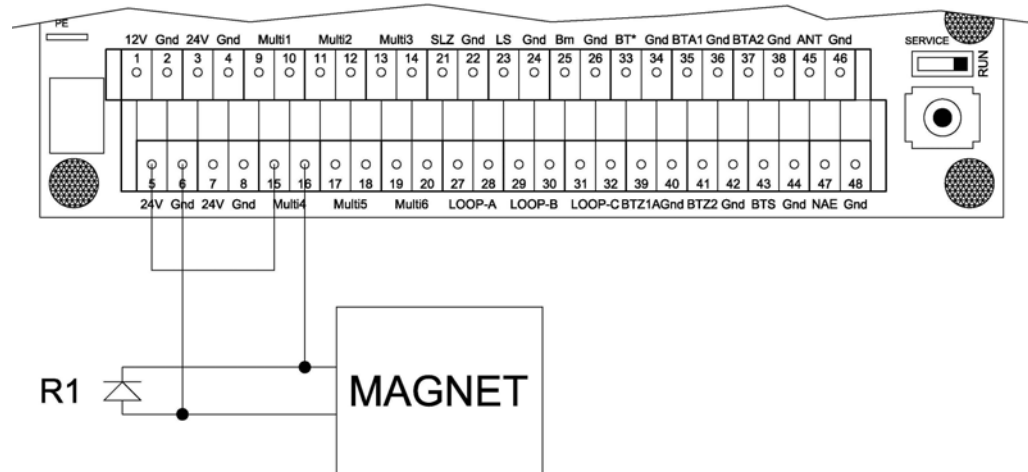 PE
12V Gnd 24V Gnd Multi1 Multi2 Multi3 SLZ Gnd LS Gnd Bm Gnd BT* Gnd BTA1 Gnd BTA2 Gnd ANT Gnd
SERVICE
RUN
1 2 3 4 9 10 11 12 13 14 21 22 23 24 25 26 33 34 35 36 37 38 45 46
5 6 7 8 15 16 17 18 19 20 27 28 29 30 31 32 39 40 41 42 43 44 47 48
24V Gnd 24V Gnd Multi4 Multi5 Multi6 LOOP-A LOOP-B LOOP-C BTZ1A Gnd BTZ2 Gnd BTS Gnd NAE Gnd
R1
MAGNET